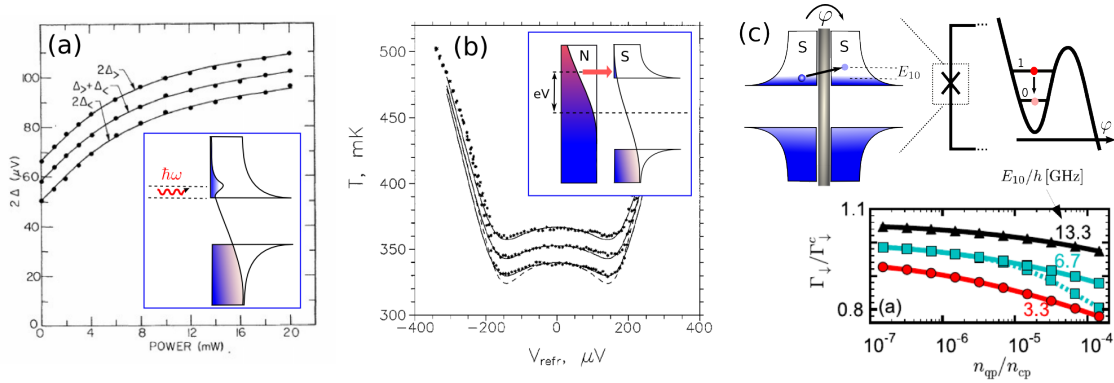 (a)
100
80
60
40
20
0
2Δ (μV)
2Δ>
Δ>+Δ<
2Δ<
ħω
0
4
8
12
16
20
POWER (mW)
(b)
500
450
400
350
300
T, mK
N
S
eV
−400
−200
0
200
400
V_refr, μV
(c)
φ
S
S
E₁₀
1
0
φ
E₁₀/h [GHz]
1.1
0.8
Γ↓/Γ↓ᶜ
13.3
6.7
3.3
(a)
10⁻⁷
10⁻⁶
10⁻⁵
10⁻⁴
n_qp/n_cp